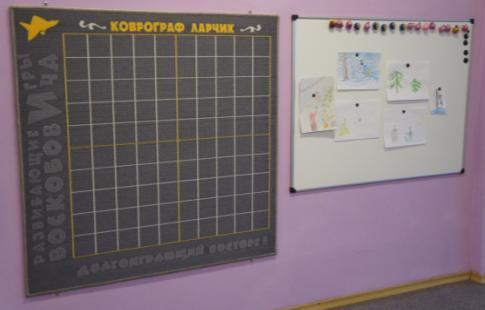 КОВРОГРАФ ЛАРЧИК
РАЗВИВАЮЩИЕ ИГРЫ
ВОСКОБОВИЧА
ДОЛГОИГРАЮЩИЙ ВОСТОРГ!